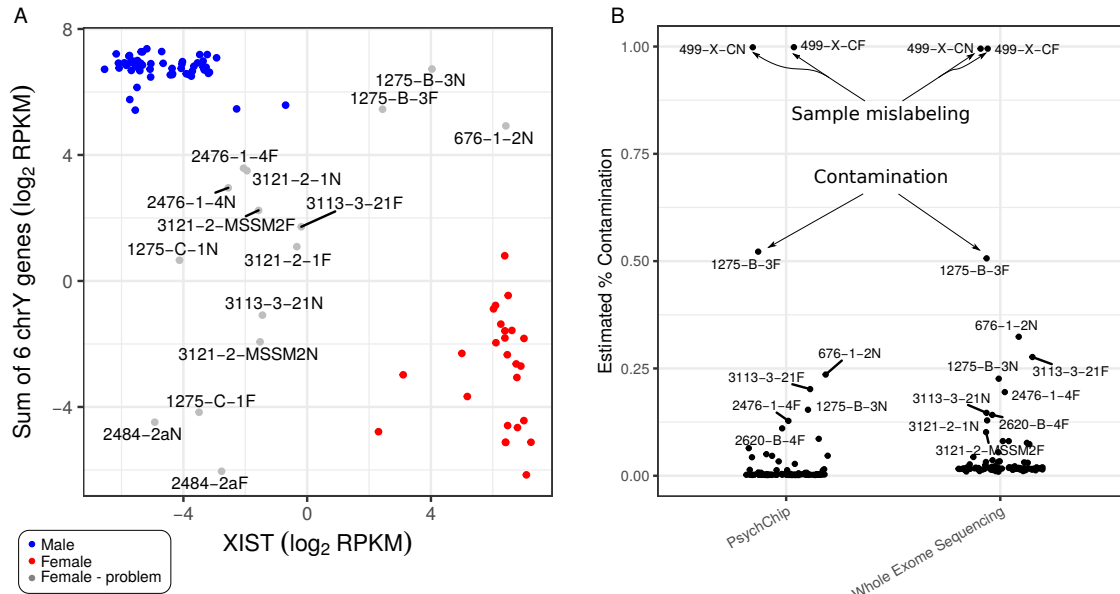 A
8
4
0
−4
Sum of 6 chrY genes (log2 RPKM)
1275−B−3N
1275−B−3F
676−1−2N
2476−1−4F
3121−2−1N
2476−1−4N
3113−3−21F
3121−2−MSSM2F
1275−C−1N
3121−2−1F
3113−3−21N
3121−2−MSSM2N
1275−C−1F
2484−2aN
2484−2aF
−4
0
4
XIST (log2 RPKM)
Male
Female
Female - problem
B
1.00
0.75
0.50
0.25
0.00
Estimated % Contamination
499−X−CN
499−X−CF
499−X−CN
499−X−CF
Sample mislabeling
Contamination
1275−B−3F
1275−B−3F
676−1−2N
676−1−2N
3113−3−21F
3113−3−21F
1275−B−3N
1275−B−3N
2476−1−4F
2476−1−4F
3113−3−21N
2620−B−4F
2620−B−4F
3121−2−1N
3121−2−MSSM2F
PsychChip
Whole Exome Sequencing